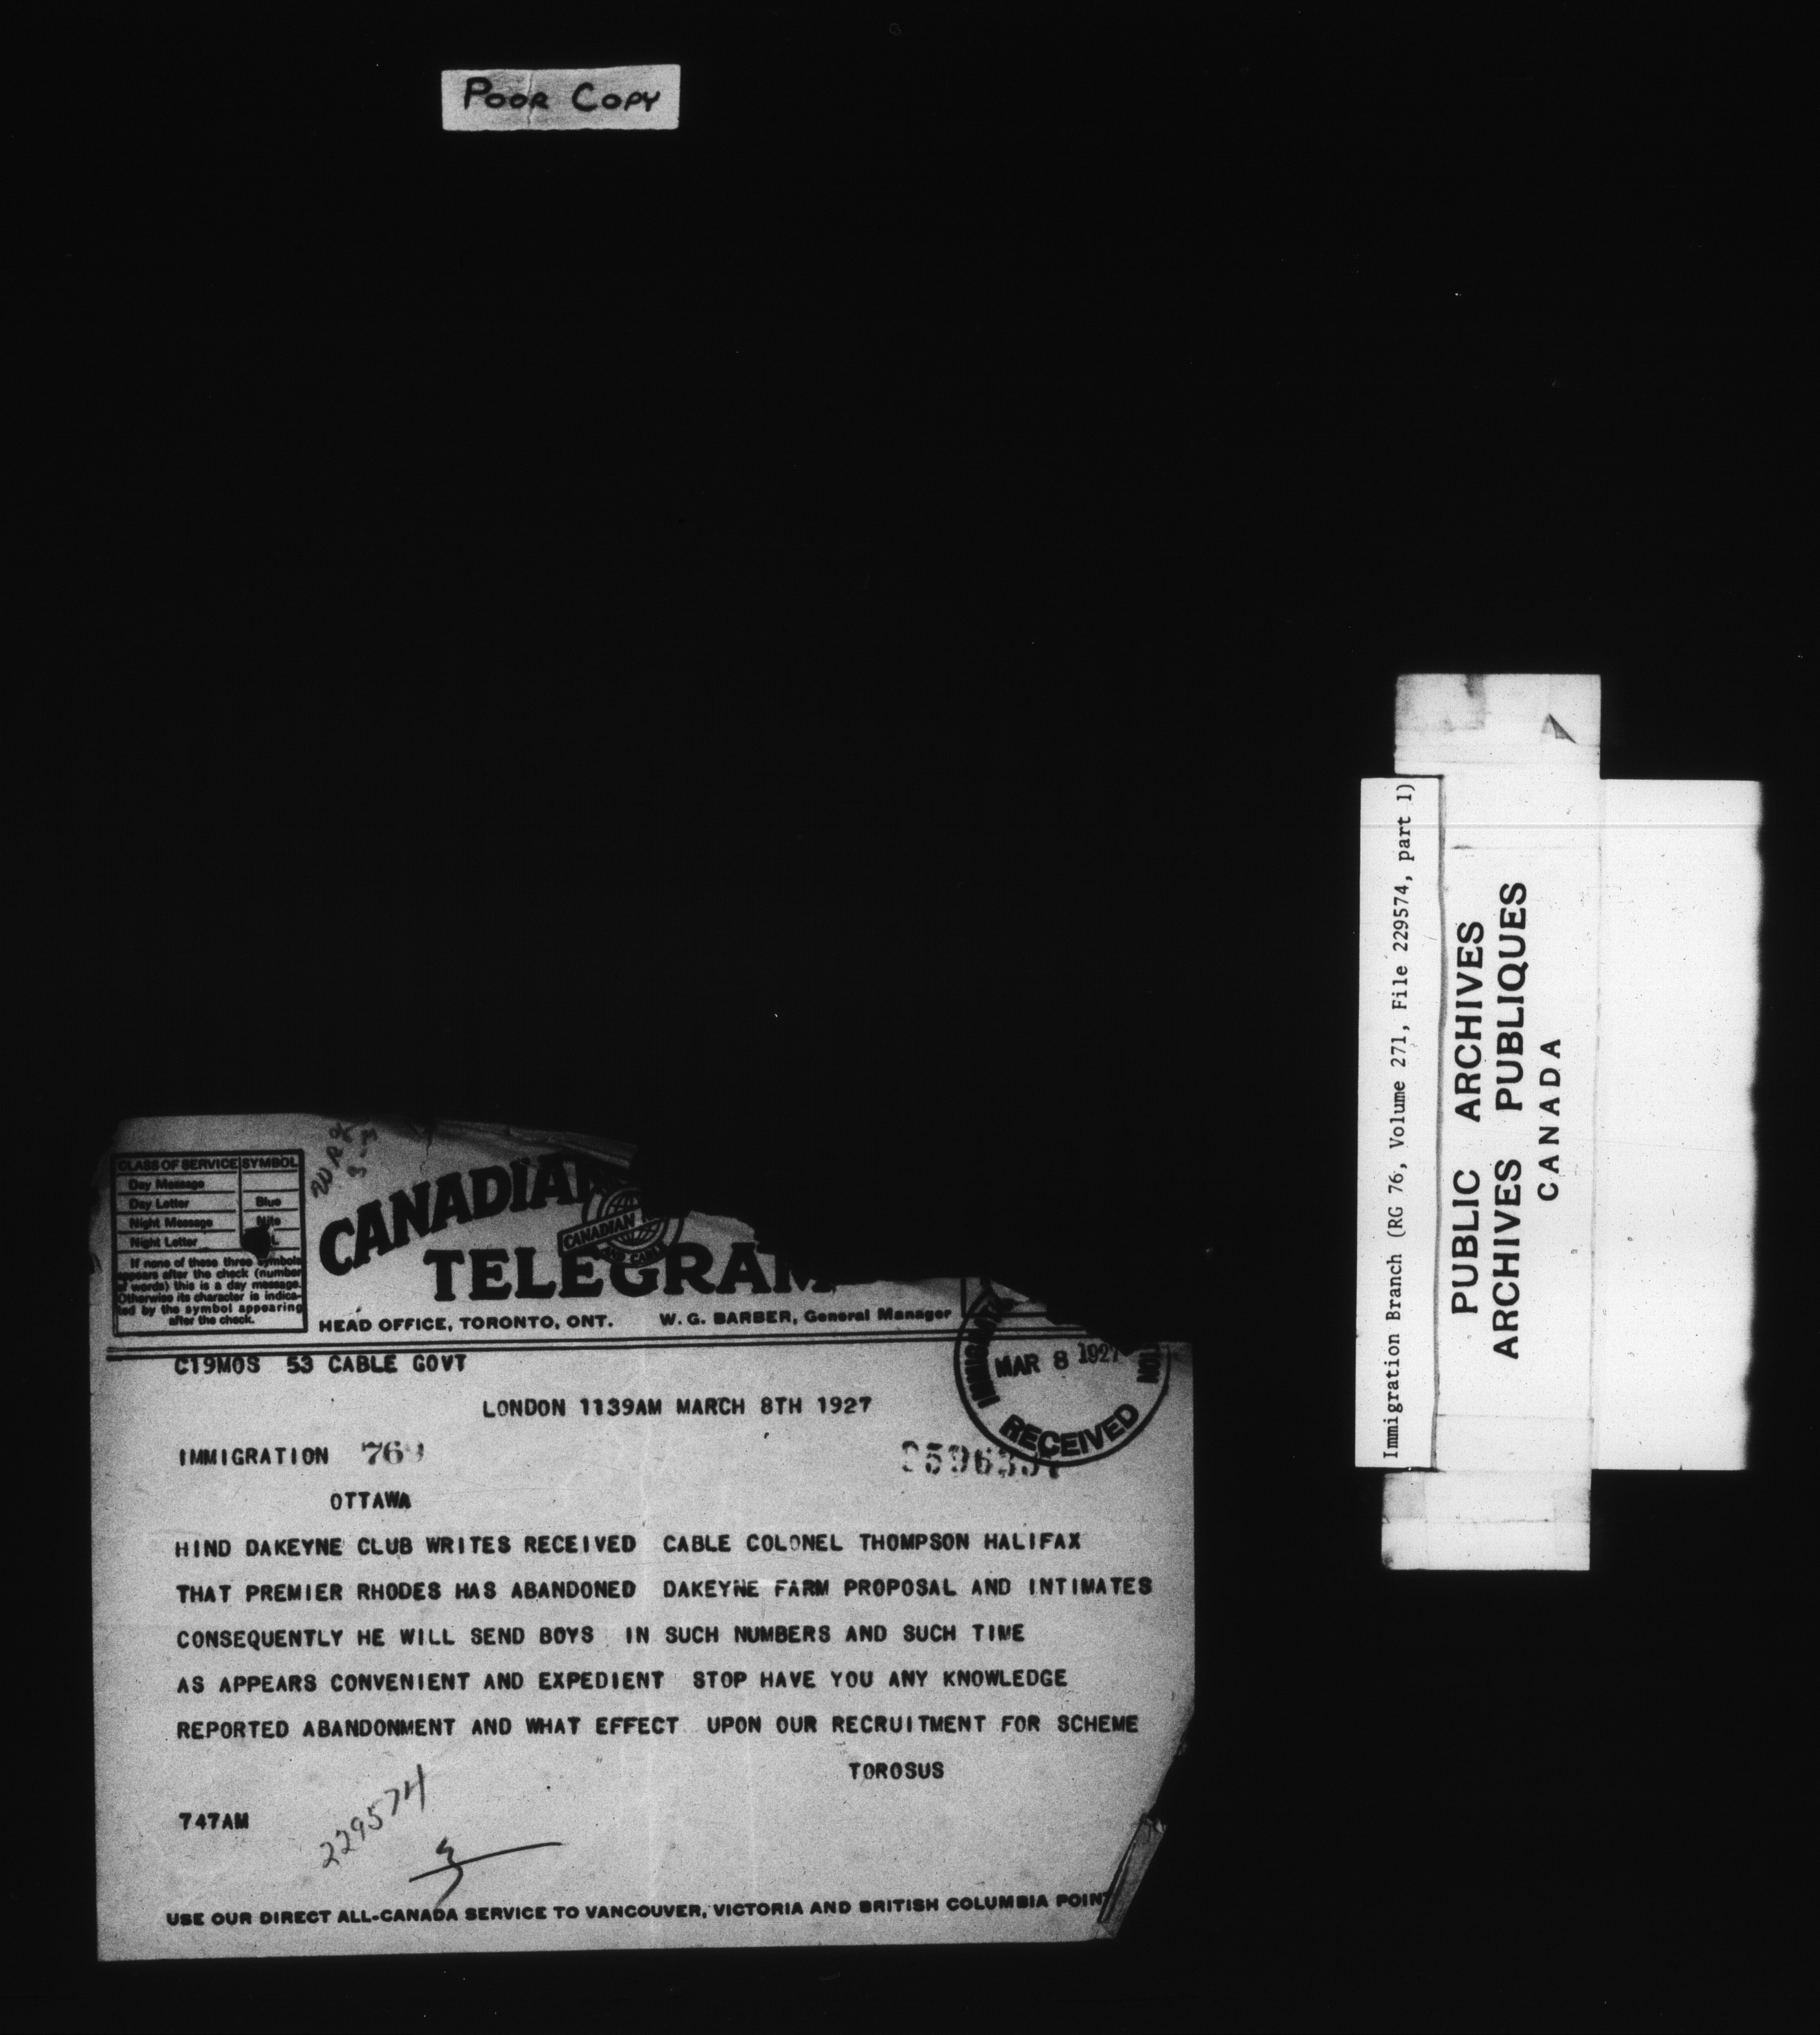 POOR COPY
CLASS OF SERVICE SYMBOL
Day Message
Day Letter Blue
Night Message Nite
Night Letter L
If none of these three symbols
appears after the check (number
of words) this is a day message.
Otherwise its character is indica-
ted by the symbol appearing
after the check.
CANADIAN
CANADIAN
TELEGRAM
HEAD OFFICE, TORONTO, ONT. W. G. BARBER, General Manager
C19MOS 53 CABLE GOVT
MAR 8 1927
RECEIVED
LONDON 1139AM MARCH 8TH 1927
IMMIGRATION 769
OTTAWA
HIND DAKEYNE CLUB WRITES RECEIVED CABLE COLONEL THOMPSON HALIFAX
THAT PREMIER RHODES HAS ABANDONED DAKEYNE FARM PROPOSAL AND INTIMATES
CONSEQUENTLY HE WILL SEND BOYS IN SUCH NUMBERS AND SUCH TIME
AS APPEARS CONVENIENT AND EXPEDIENT STOP HAVE YOU ANY KNOWLEDGE
REPORTED ABANDONMENT AND WHAT EFFECT UPON OUR RECRUITMENT FOR SCHEME
TOROSUS
747AM
229574
3
USE OUR DIRECT ALL-CANADA SERVICE TO VANCOUVER, VICTORIA AND BRITISH COLUMBIA POINT
Immigration Branch (RG 76, Volume 271, File 229574, part 1)
PUBLIC ARCHIVES
ARCHIVES PUBLIQUES
CANADA